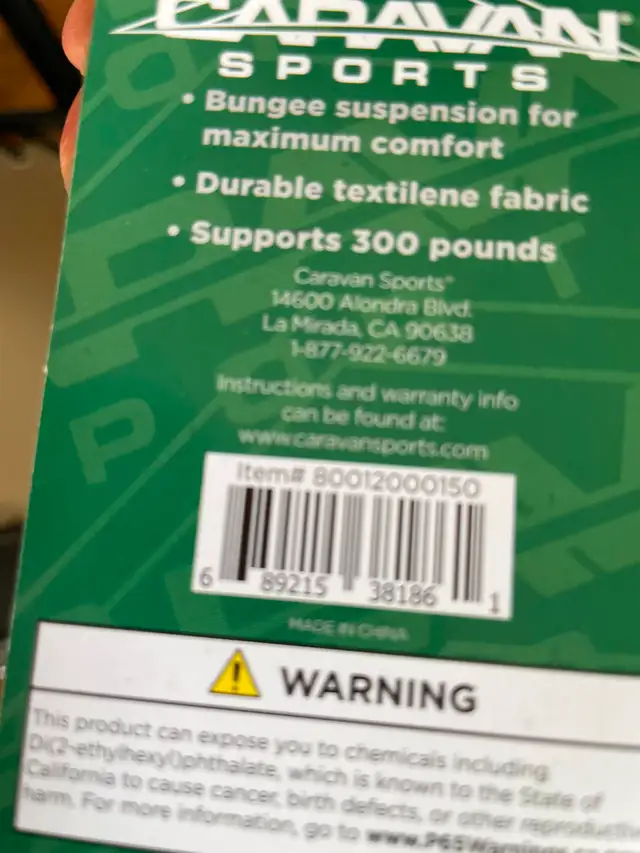 CARAVAN
SPORTS
• Bungee suspension for
maximum comfort
• Durable textilene fabric
• Supports 300 pounds
Caravan Sports®
14600 Alondra Blvd.
La Mirada, CA 90638
1-877-922-6679
Instructions and warranty info
can be found at:
www.caravansports.com
Item# 80012000150
6 89215 38186 1
MADE IN CHINA
WARNING
This product can expose you to chemicals including
Di(2-ethylhexyl)phthalate, which is known to the State of
California to cause cancer, birth defects, or other reproductive
harm. For more information, go to www.P65Warnings.ca